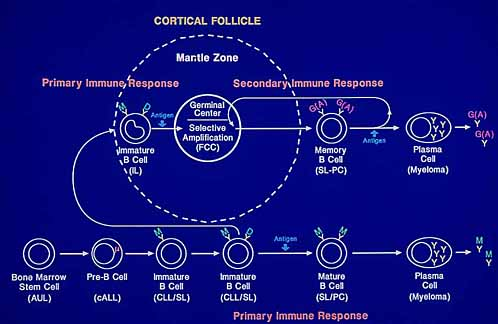 CORTICAL FOLLICLE
Mantle Zone
Primary Immune Response
Secondary Immune Response
M D
Antigen
Germinal
Center
Selective
Amplification
(FCC)
G(A) G(A)
Antigen
G(A)
G(A)
Immature
B Cell
(IL)
Memory
B Cell
(SL-PC)
Plasma
Cell
(Myeloma)
M
M D
Antigen
M M
M
M
μ
Bone Marrow
Stem Cell
(AUL)
Pre-B Cell
(cALL)
Immature
B Cell
(CLL/SL)
Immature
B Cell
(CLL/SL)
Mature
B Cell
(SL/PC)
Plasma
Cell
(Myeloma)
Primary Immune Response